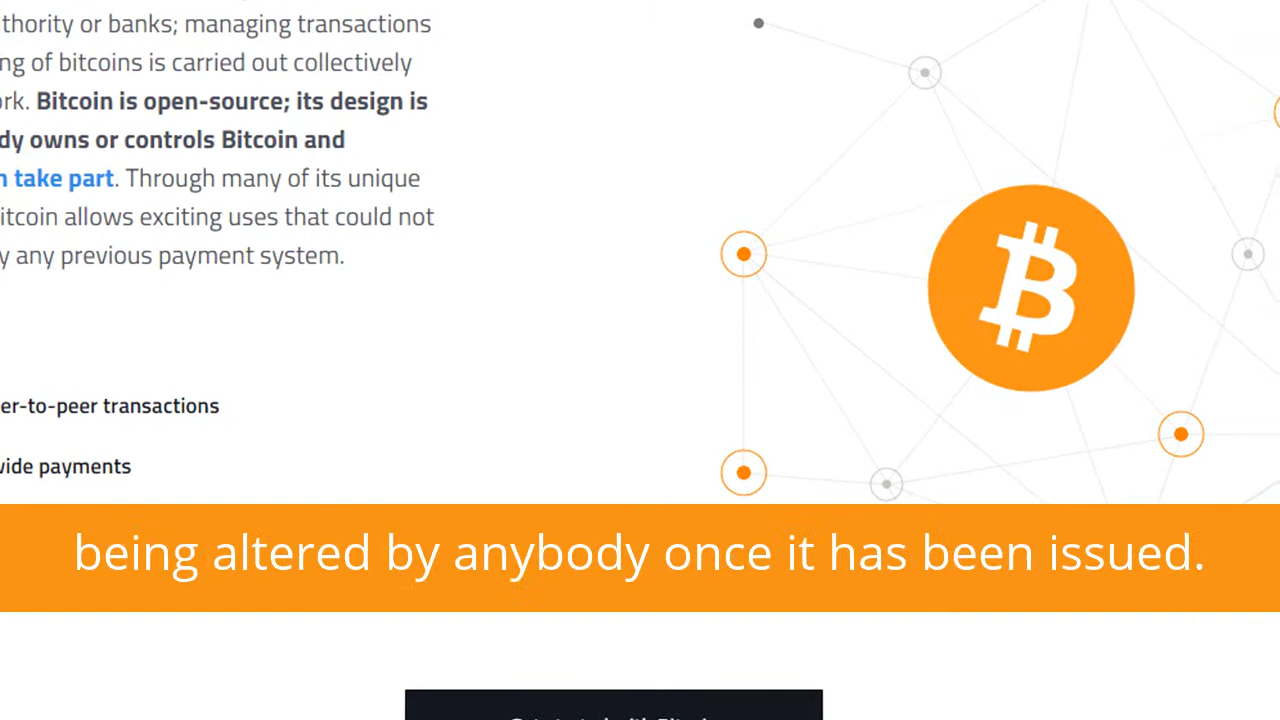 thority or banks; managing transactions
ng of bitcoins is carried out collectively
ork. Bitcoin is open-source; its design is
dy owns or controls Bitcoin and
n take part. Through many of its unique
itcoin allows exciting uses that could not
y any previous payment system.
er-to-peer transactions
wide payments
being altered by anybody once it has been issued.